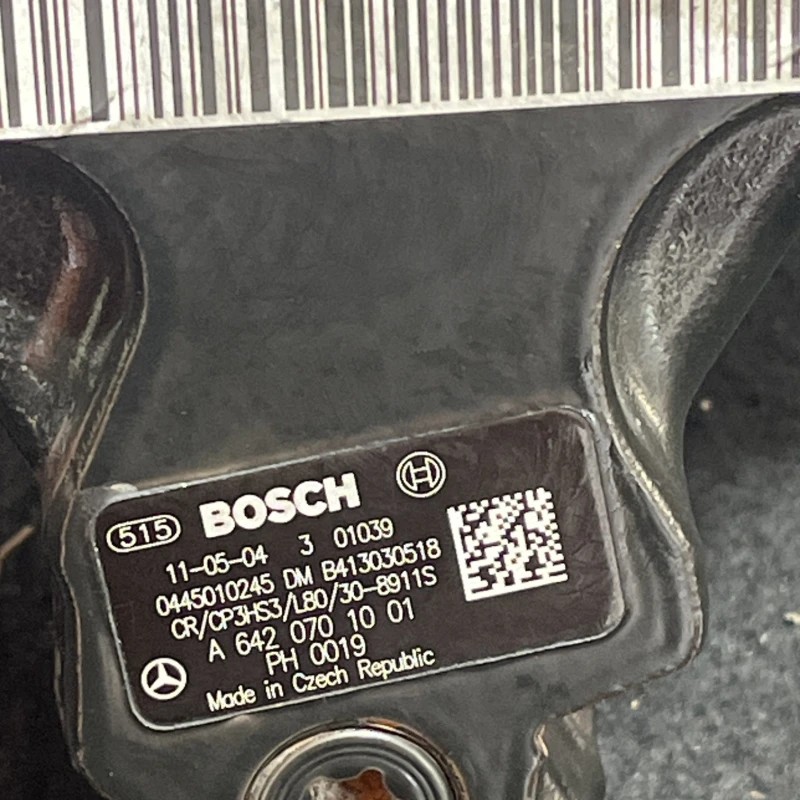 515 BOSCH
11-05-04 3 01039
0445010245 DM B413030518
CR/CP3HS3/L80/30-8911S
A 642 070 10 01
PH 0019
Made in Czech Republic